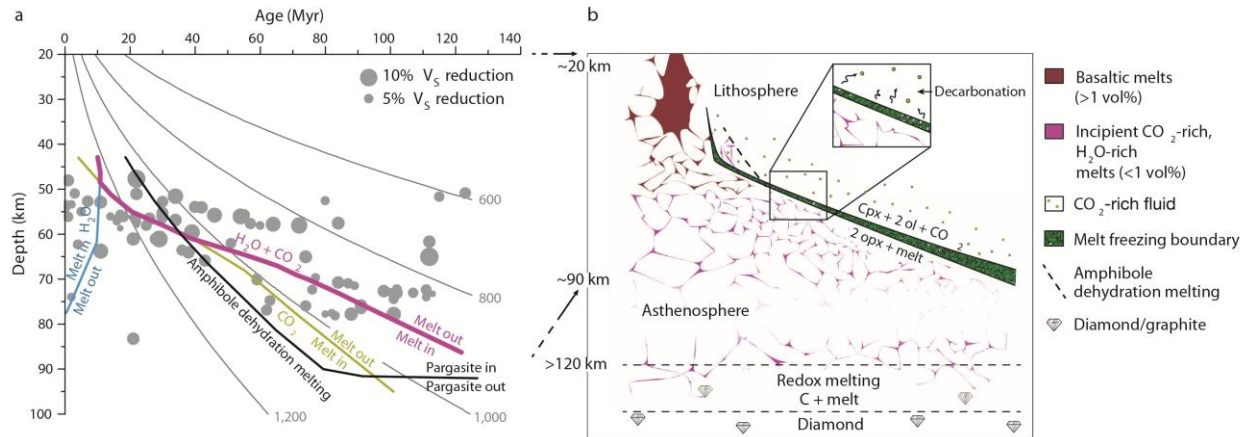 a
Age (Myr)
0 20 40 60 80 100 120 140
20
30
40
50
60
70
80
90
100
Depth (km)
10% VS reduction
5% VS reduction
600
800
1,000
1,200
H2O
Melt in
Melt out
H2O + CO2
Melt out
Melt in
Amphibole dehydration melting
CO2
Melt out
Melt in
Pargasite in
Pargasite out
b
~20 km
~90 km
>120 km
Lithosphere
Decarbonation
Cpx + 2 ol + CO2
2 opx + melt
Asthenosphere
Redox melting
C + melt
Diamond
Basaltic melts
(>1 vol%)
Incipient CO2-rich,
H2O-rich
melts (<1 vol%)
CO2-rich fluid
Melt freezing boundary
Amphibole
dehydration melting
Diamond/graphite